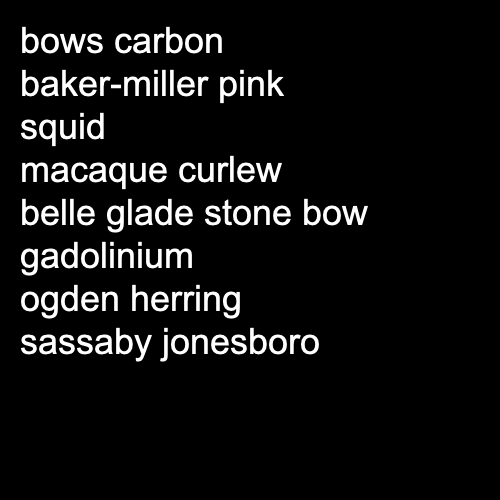 bows carbon
baker-miller pink
squid
macaque curlew
belle glade stone bow
gadolinium
ogden herring
sassaby jonesboro